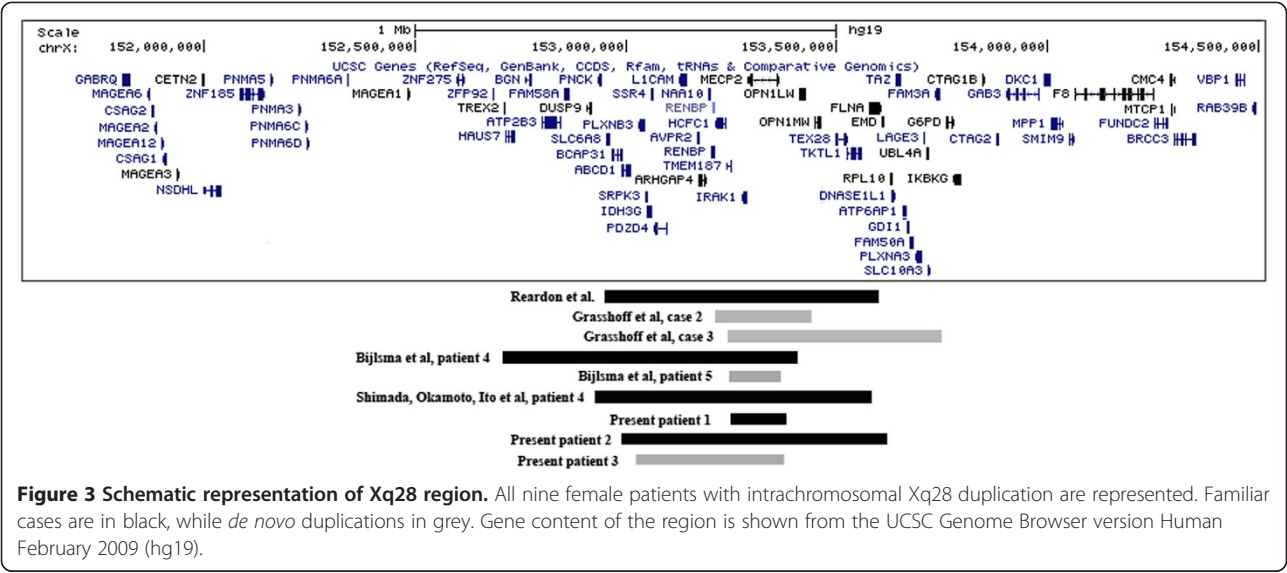 Scale 1 Mb hg19
chrX: 152,000,000 152,500,000 153,000,000 153,500,000 154,000,000 154,500,000
UCSC Genes (RefSeq, GenBank, CCDS, Rfam, tRNAs & Comparative Genomics)
GABRQ CETN2 PNMA5 PNMA6A ZNF275 BGN PNCK L1CAM MECP2 TAZ CTAG1B DKC1 CMC4 VBP1
MAGEA6 ZNF185 MAGEA1 ZFP92 FAM58A SSR4 NAA10 OPN1LW FAM3A GAB3 F8
CSAG2 PNMA3 TREX2 DUSP9 RENBP FLNA MTCP1 RAB39B
MAGEA2 PNMA6C ATP2B3 PLXNB3 HCFC1 OPN1MW EMD G6PD MPP1 FUNDC2
MAGEA12 PNMA6D HAUS7 SLC6A8 AVPR2 TEX28 LAGE3 CTAG2 SMIM9 BRCC3
CSAG1 BCAP31 RENBP TKTL1 UBL4A
MAGEA3 ABCD1 TMEM187
ARHGAP4 RPL10 IKBKG
NSDHL SRPK3 IRAK1 DNASE1L1
IDH3G ATP6AP1
PDZD4 GDI1
FAM50A
PLXNA3
SLC10A3
Reardon et al.
Grasshoff et al, case 2
Grasshoff et al, case 3
Bijlsma et al, patient 4
Bijlsma et al, patient 5
Shimada, Okamoto, Ito et al, patient 4
Present patient 1
Present patient 2
Present patient 3
Figure 3 Schematic representation of Xq28 region. All nine female patients with intrachromosomal Xq28 duplication are represented. Familiar
cases are in black, while de novo duplications in grey. Gene content of the region is shown from the UCSC Genome Browser version Human
February 2009 (hg19).